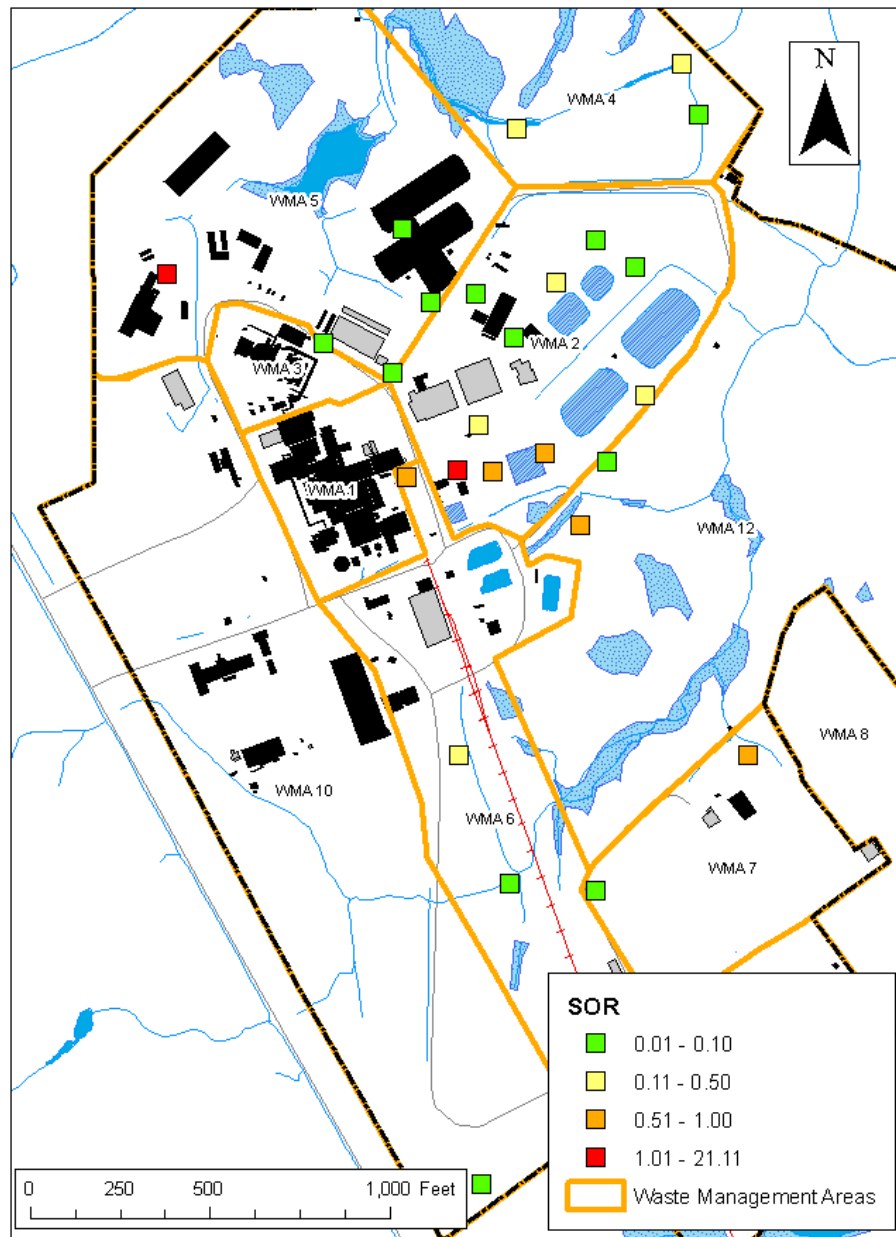 N
WMA 4
WMA 5
WMA 2
WMA 3
WMA 1
WMA 12
WMA 8
WMA 10
WMA 6
WMA 7
SOR
0.01 - 0.10
0.11 - 0.50
0.51 - 1.00
1.01 - 21.11
Waste Management Areas
0 250 500 1,000 Feet